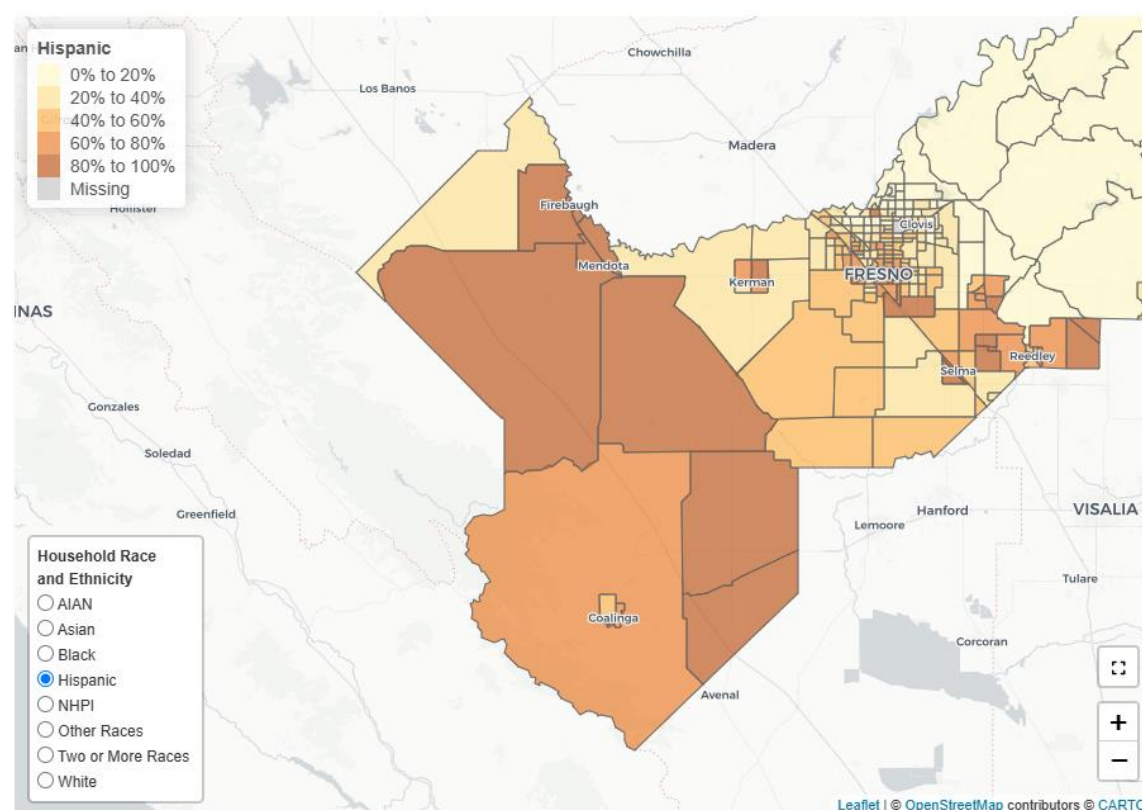 Hispanic
0% to 20%
20% to 40%
40% to 60%
60% to 80%
80% to 100%
Missing
Hollister
Chowchilla
Los Banos
Madera
Firebaugh
Mendota
Kerman
Clovis
FRESNO
Reedley
Selma
INAS
Gonzales
Soledad
Greenfield
Hanford
Lemoore
VISALIA
Tulare
Coalinga
Corcoran
Avenal
Household Race
and Ethnicity
AIAN
Asian
Black
Hispanic
NHPI
Other Races
Two or More Races
White
+
−
Leaflet | © OpenStreetMap contributors © CARTO